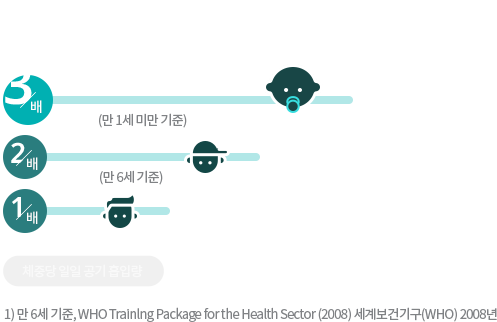 3/배
(만 1세 미만 기준)
2/배
(만 6세 기준)
1/배
체중당 일일 공기 흡입량
1) 만 6세 기준, WHO Training Package for the Health Sector (2008) 세계보건기구(WHO) 2008년